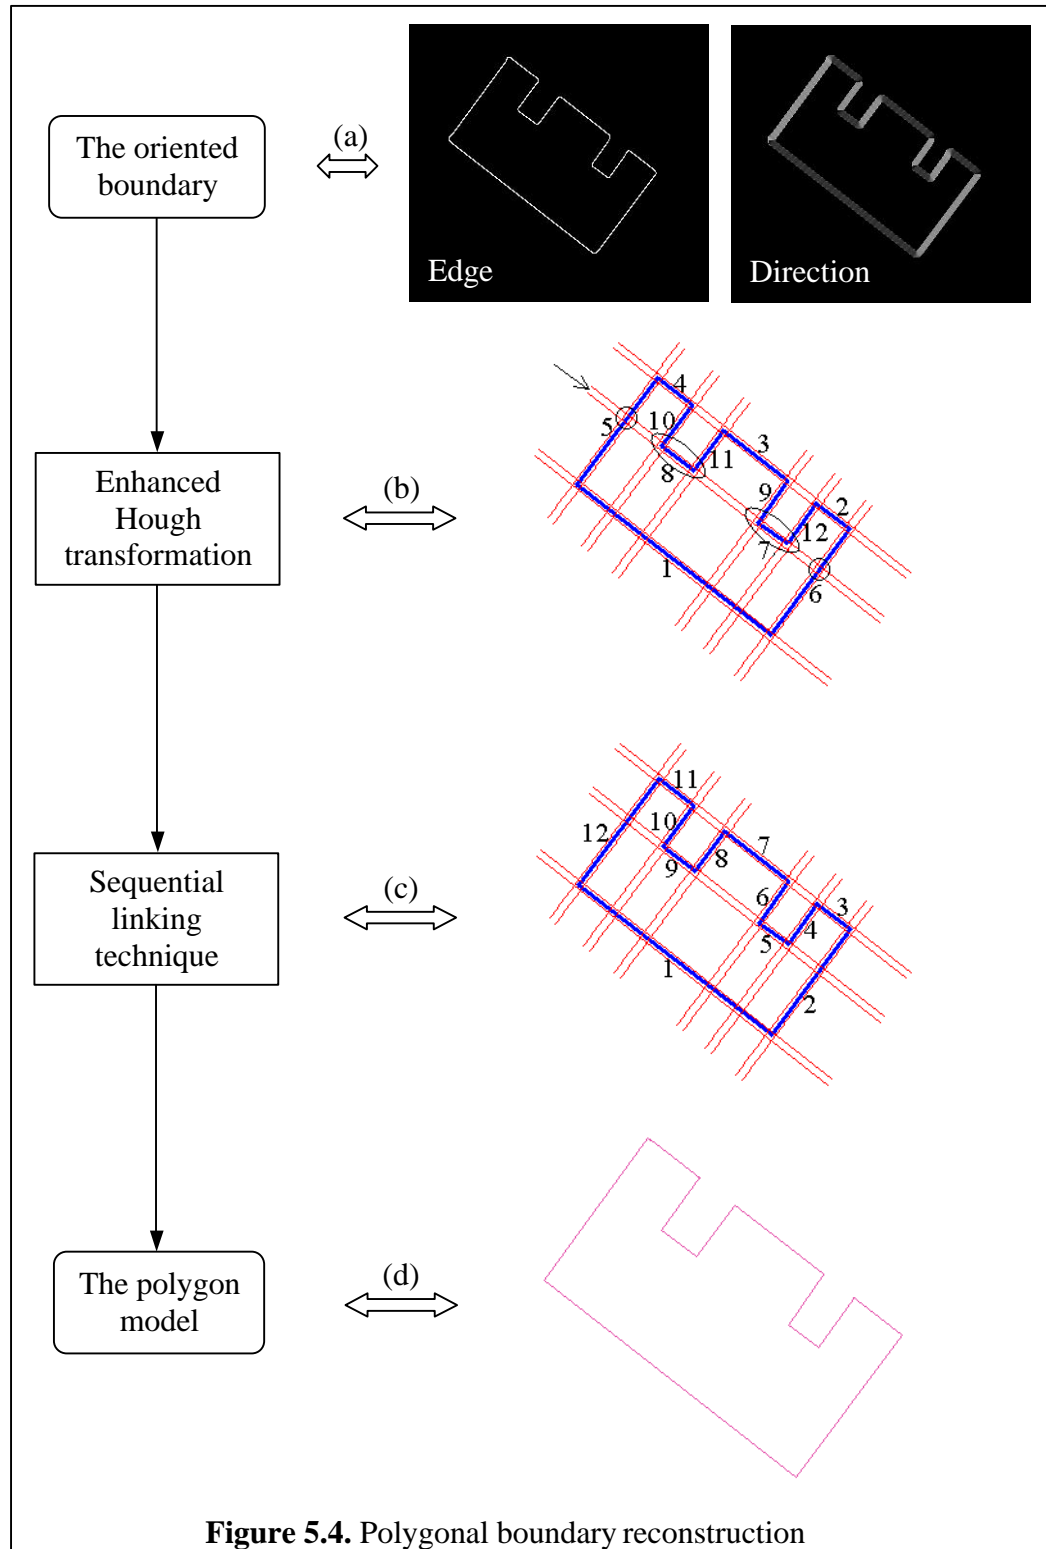 The oriented
boundary
(a)
Edge
Direction
Enhanced
Hough
transformation
(b)
4
5
10
8
11
3
9
2
7
12
1
6
Sequential
linking
technique
(c)
11
12
10
9
8
7
6
3
5
4
1
2
The polygon
model
(d)
Figure 5.4. Polygonal boundary reconstruction